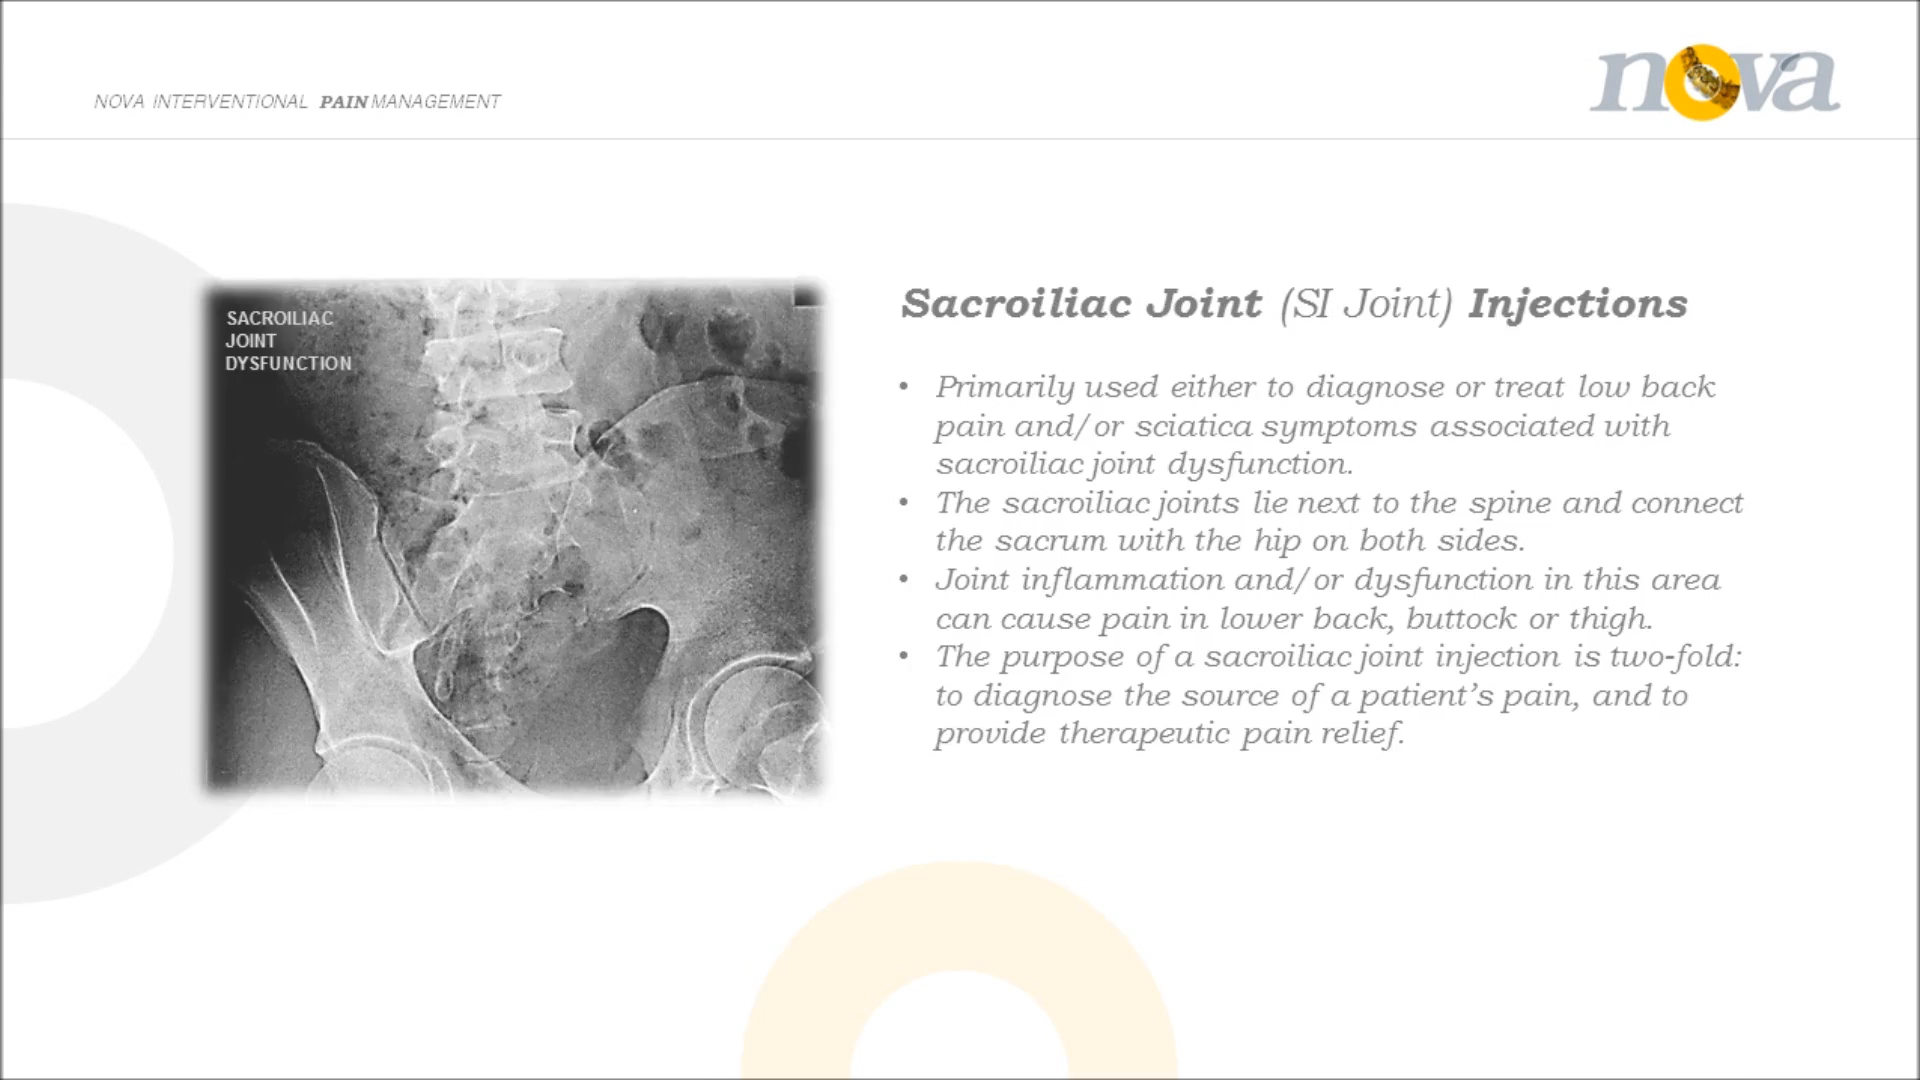 NOVA INTERVENTIONAL PAIN MANAGEMENT
nova
SACROILIAC
JOINT
DYSFUNCTION
Sacroiliac Joint (SI Joint) Injections
• Primarily used either to diagnose or treat low back
pain and/or sciatica symptoms associated with
sacroiliac joint dysfunction.
• The sacroiliac joints lie next to the spine and connect
the sacrum with the hip on both sides.
• Joint inflammation and/or dysfunction in this area
can cause pain in lower back, buttock or thigh.
• The purpose of a sacroiliac joint injection is two-fold:
to diagnose the source of a patient’s pain, and to
provide therapeutic pain relief.